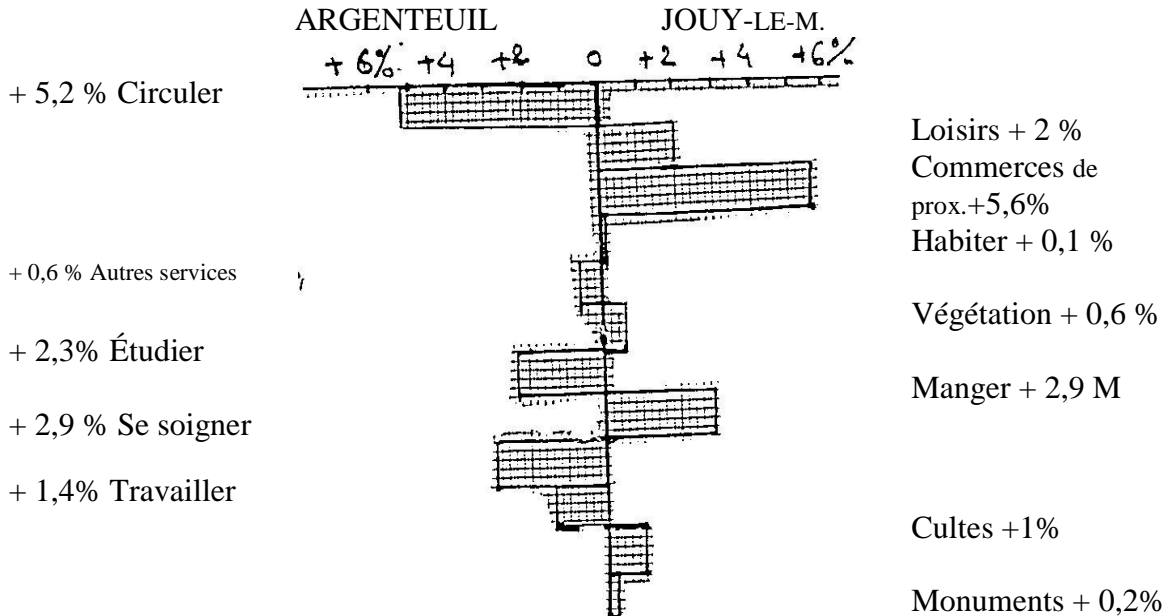 ARGENTEUIL JOUY-LE-M.
+ 6% +4 +2 0 +2 +4 +6%
+ 5,2 % Circuler
Loisirs + 2 %
Commerces de
prox.+5,6%
Habiter + 0,1 %
+ 0,6 % Autres services
Végétation + 0,6 %
+ 2,3% Étudier
Manger + 2,9 M
+ 2,9 % Se soigner
+ 1,4% Travailler
Cultes +1%
Monuments + 0,2%